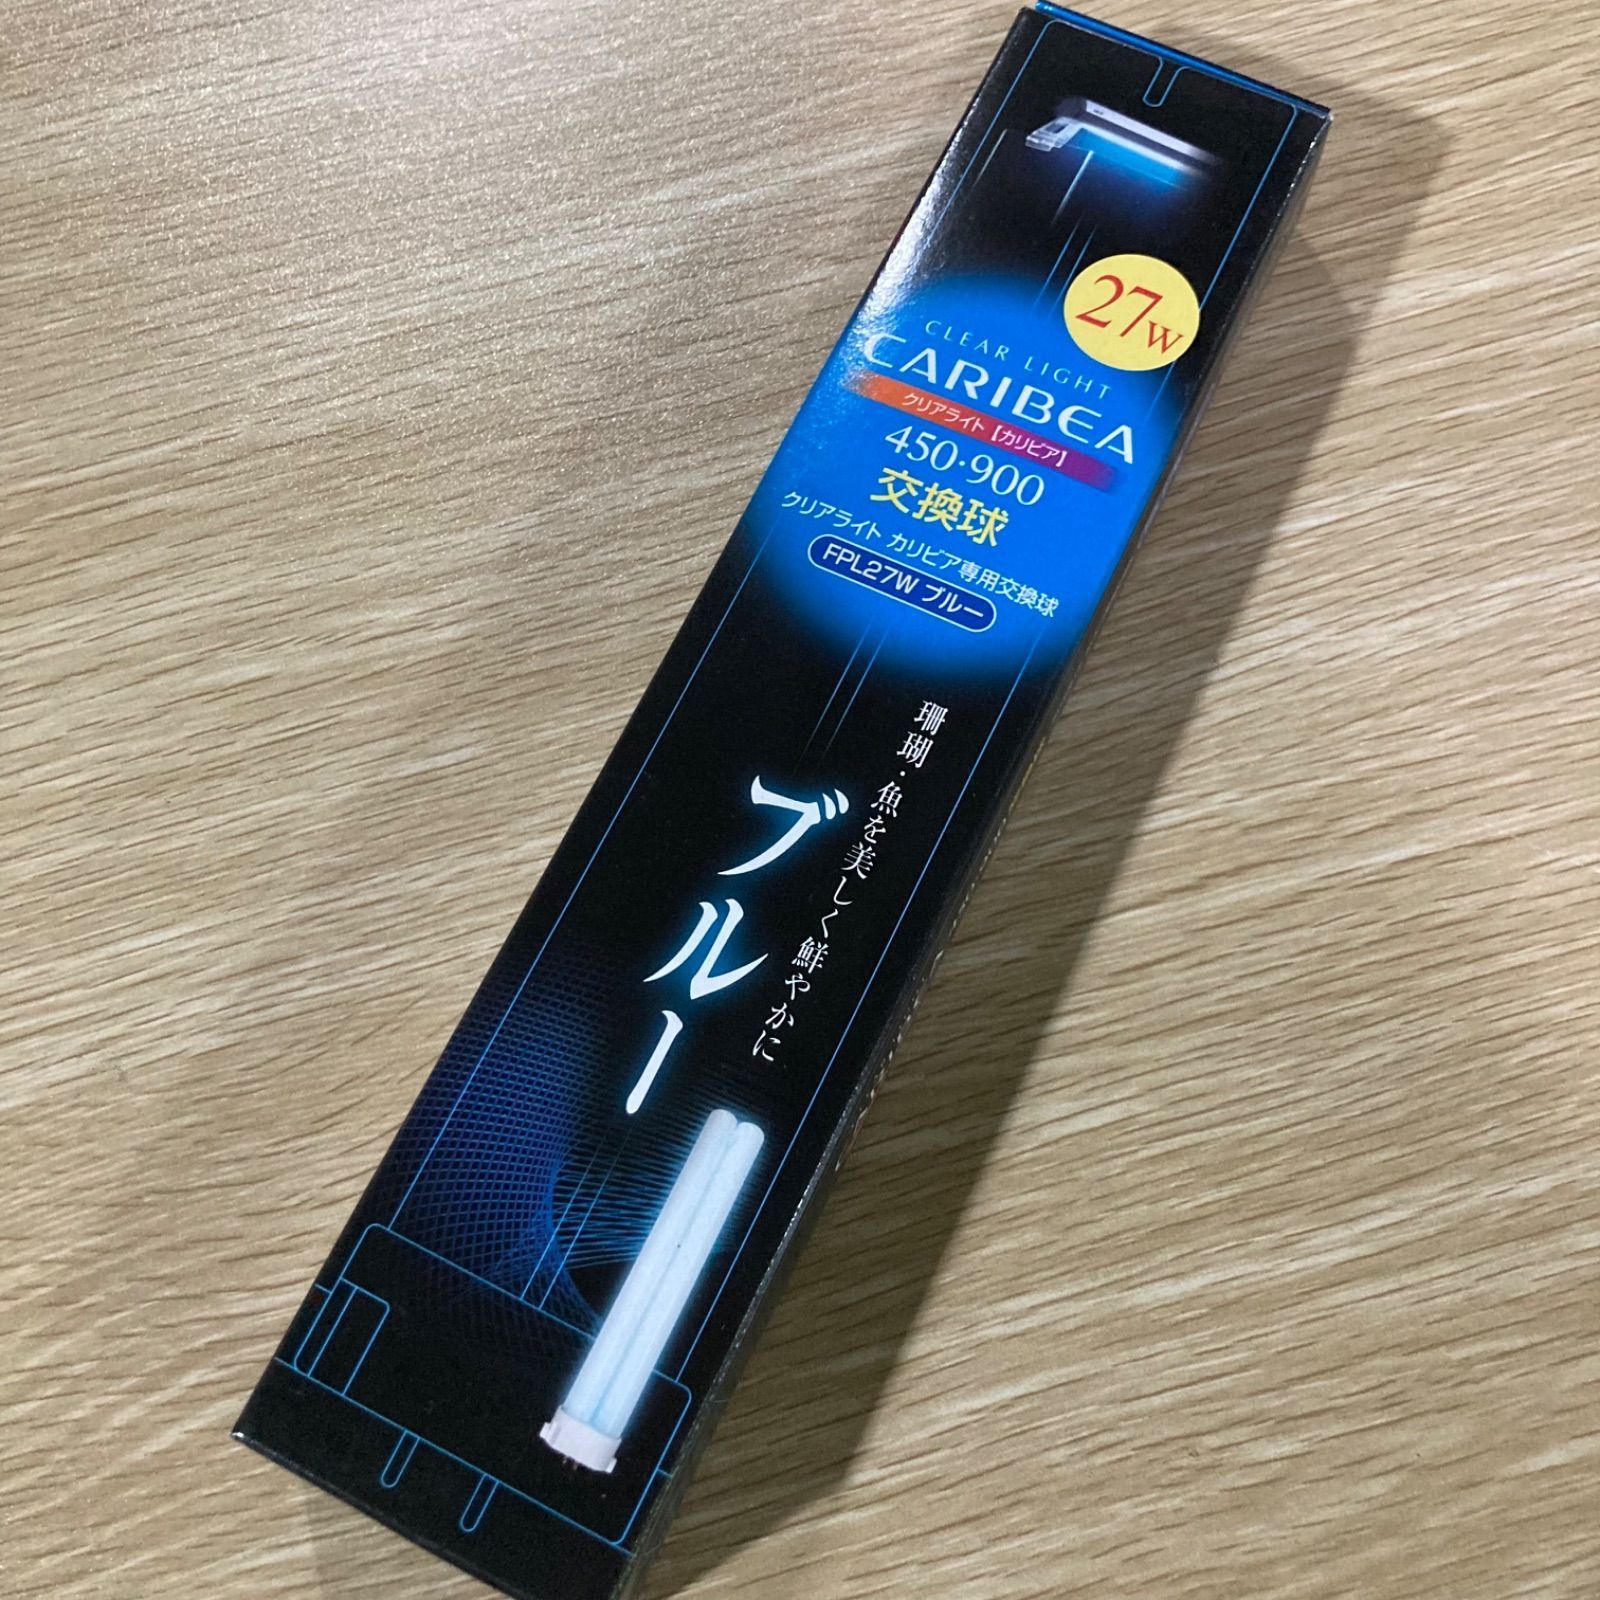 27W
CLEAR LIGHT
CARIBEA
クリアライト【カリビア】
450・900
交換球
クリアライト カリビア専用交換球
FPL27W ブルー
珊瑚・魚を美しく鮮やかに
ブルー